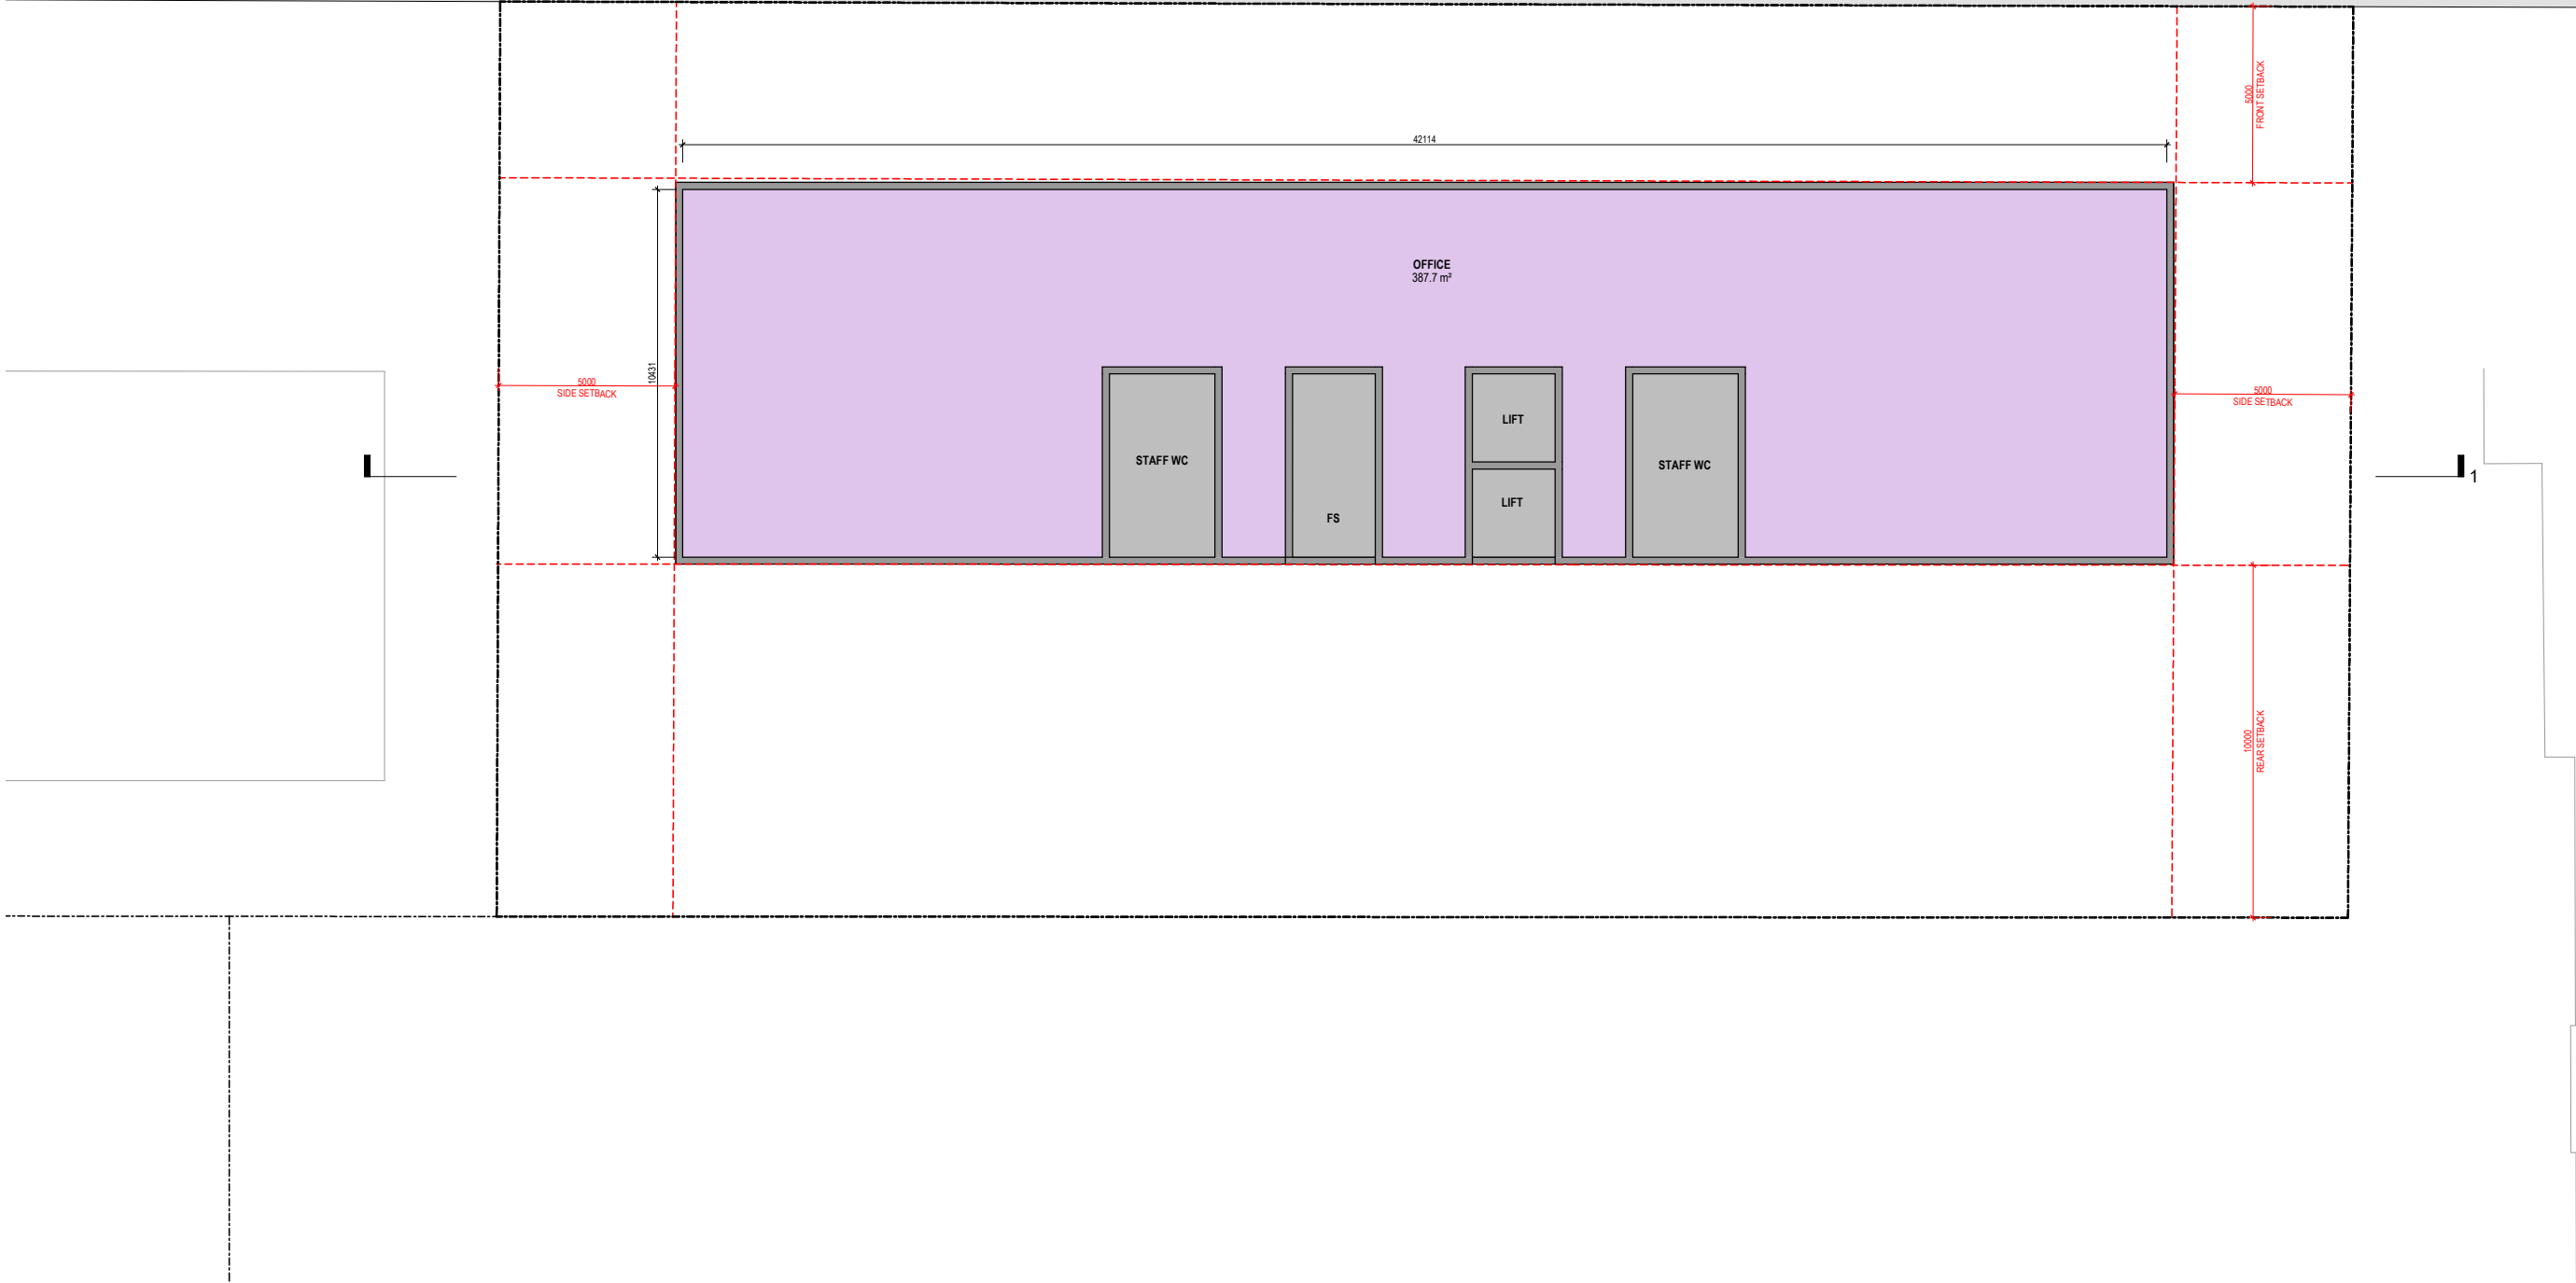 5000
FRONT SETBACK
42114
OFFICE
387.7 m²
10431
5000
SIDE SETBACK
5000
SIDE SETBACK
LIFT
STAFF WC
STAFF WC
1
LIFT
FS
10000
REAR SETBACK